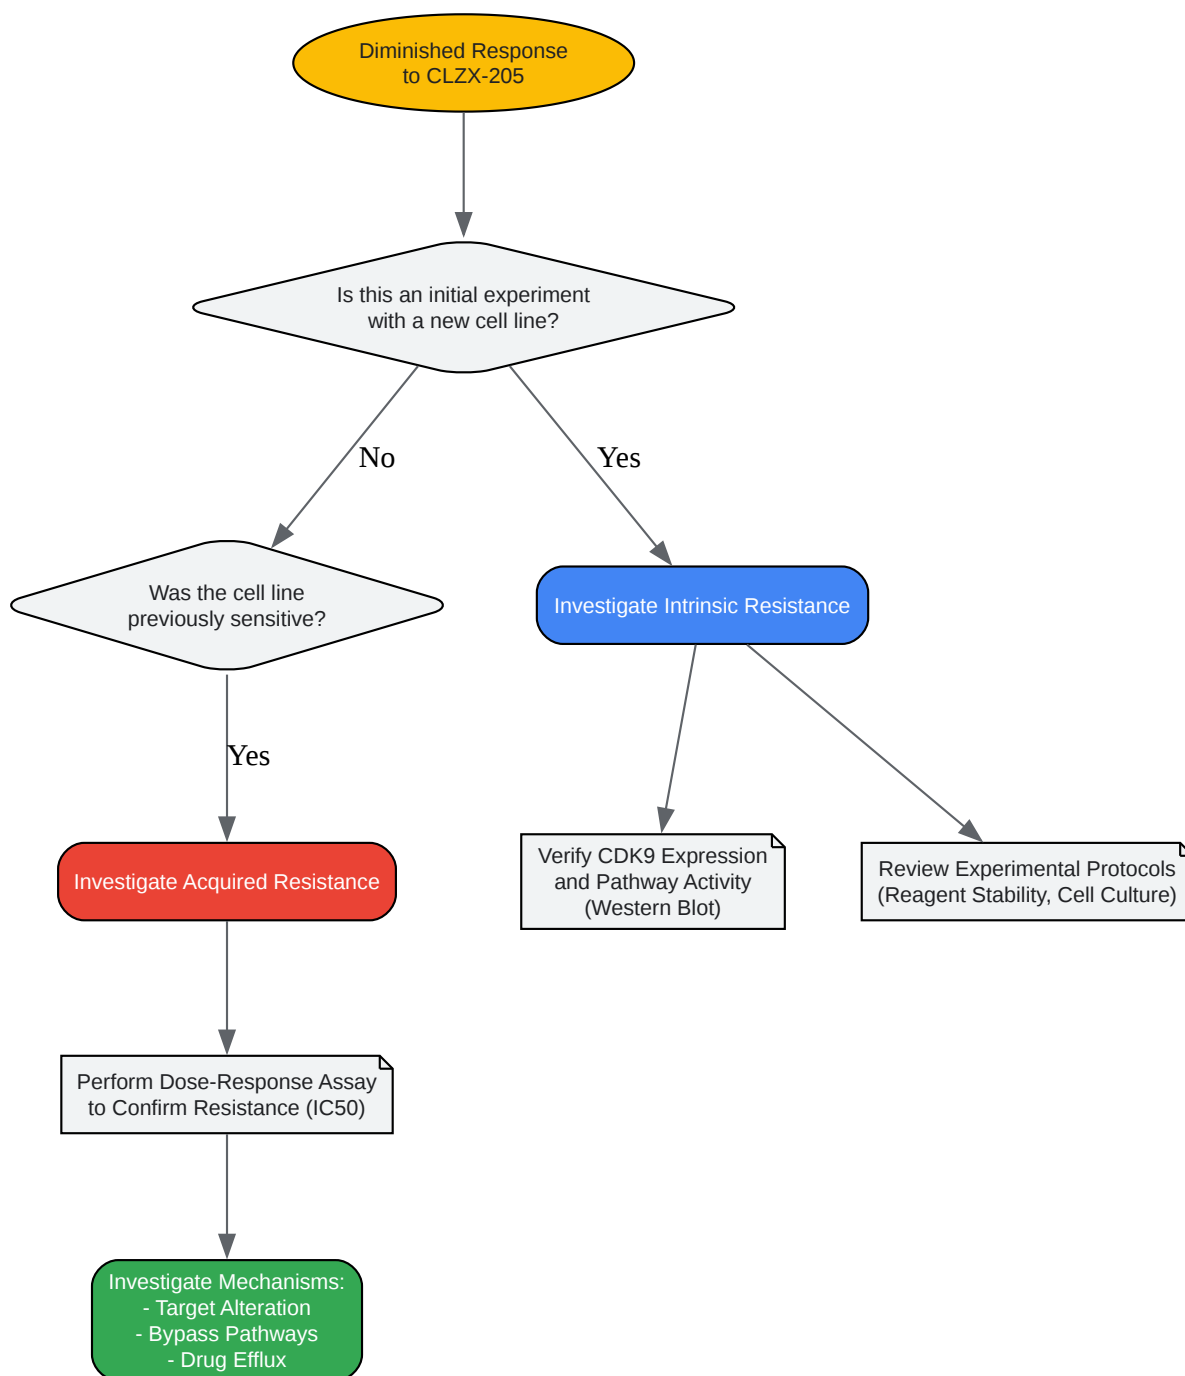 Diminished Response
to CLZX-205
Is this an initial experiment
with a new cell line?
No
Yes
Was the cell line
previously sensitive?
Investigate Intrinsic Resistance
Yes
Investigate Acquired Resistance
Verify CDK9 Expression
and Pathway Activity
(Western Blot)
Review Experimental Protocols
(Reagent Stability, Cell Culture)
Perform Dose-Response Assay
to Confirm Resistance (IC50)
Investigate Mechanisms:
- Target Alteration
- Bypass Pathways
- Drug Efflux